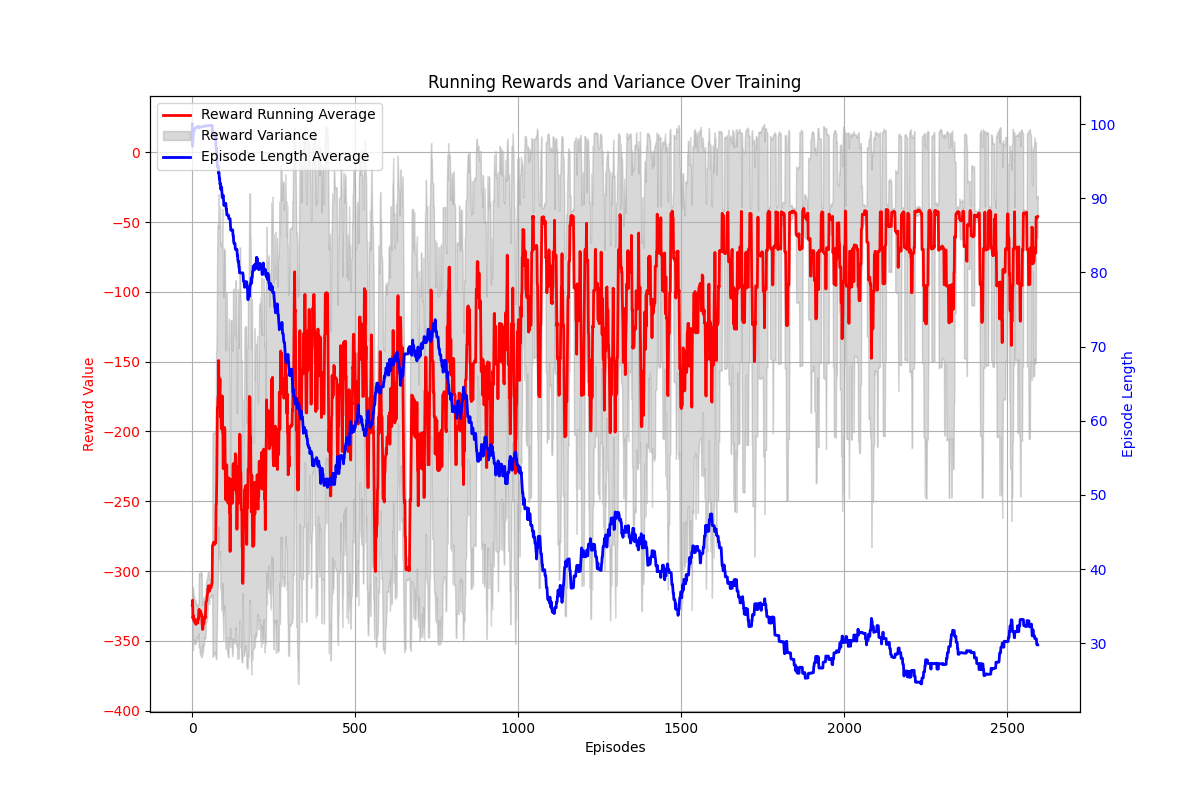 Running Rewards and Variance Over Training
Reward Running Average
Reward Variance
Episode Length Average
0
−50
−100
−150
−200
−250
−300
−350
−400
Reward Value
100
90
80
70
60
50
40
30
Episode Length
0 500 1000 1500 2000 2500
Episodes